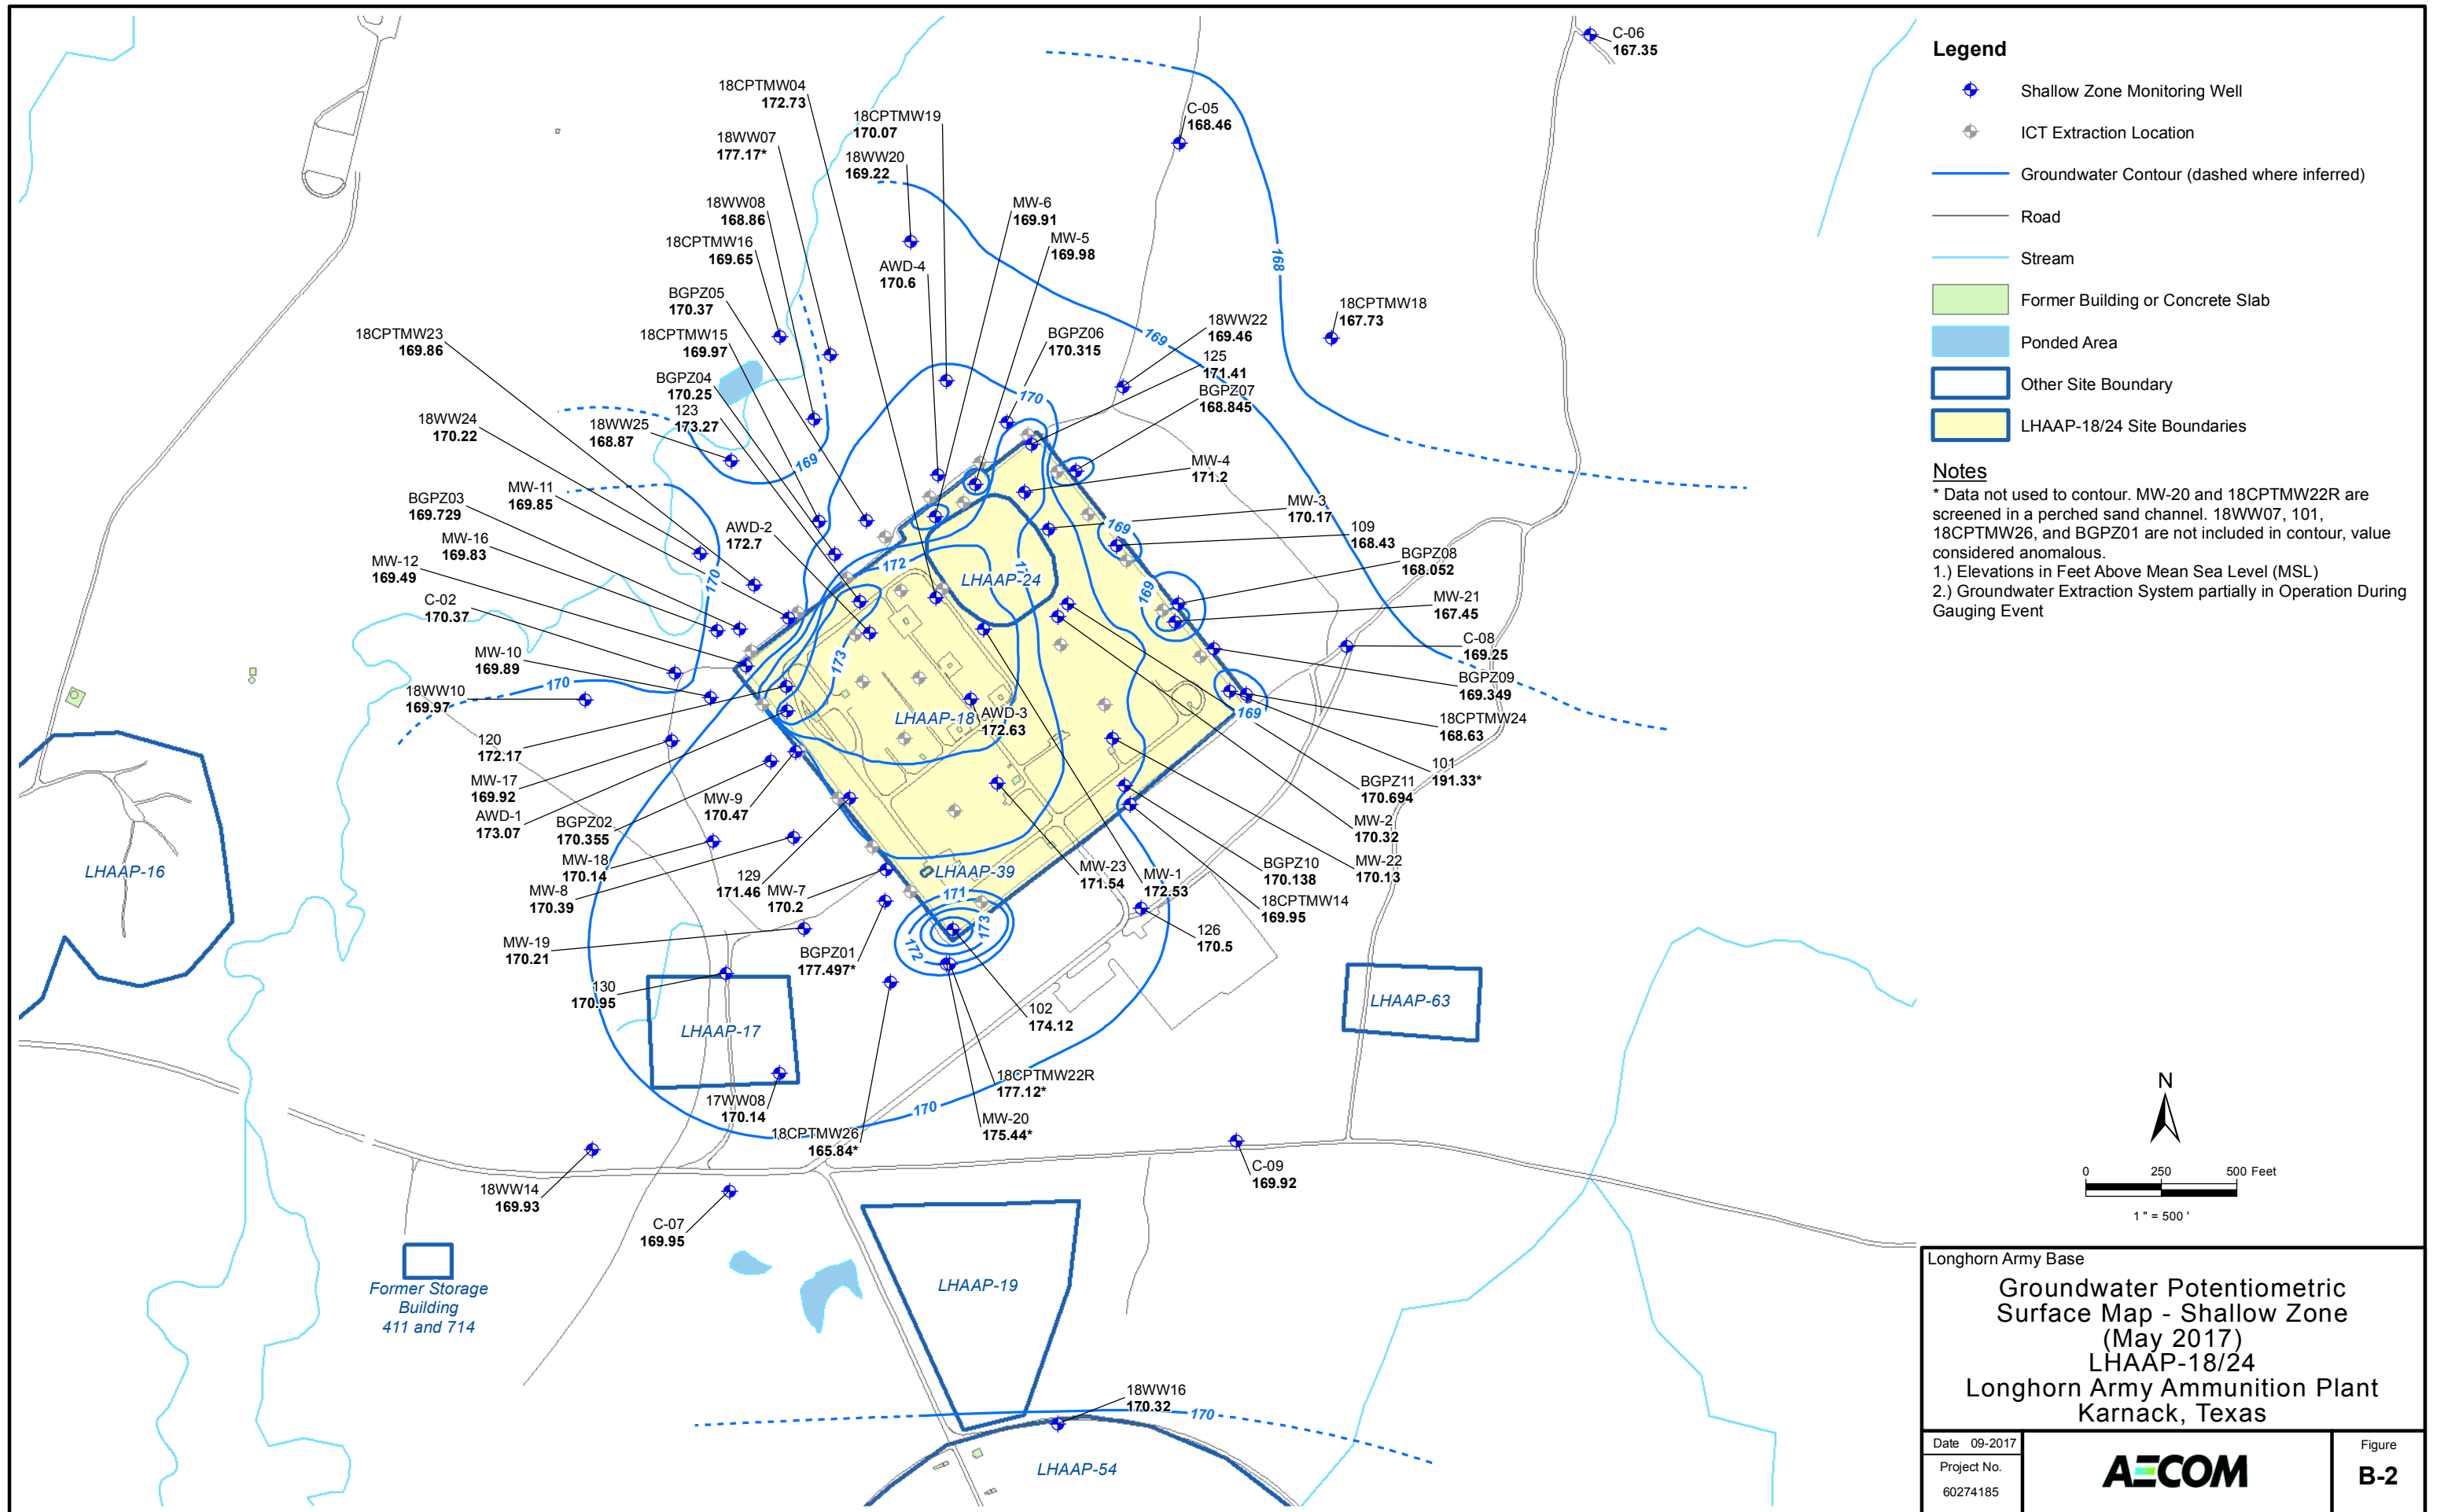 C-06
167.35
18CPTMW04
172.73
18CPTMW19
170.07
C-05
168.46
18WW07
177.17*
18WW20
169.22
18WW08
168.86
MW-6
169.91
18CPTMW16
169.65
MW-5
169.98
168
AWD-4
170.6
BGPZ05
170.37
18CPTMW18
167.73
18CPTMW23
169.86
18CPTMW15
169.97
BGPZ06
170.315
18WW22
169.46
169
125
171.41
BGPZ04
170.25
BGPZ07
168.845
170
123
173.27
18WW24
170.22
18WW25
168.87
169
MW-4
171.2
BGPZ03
169.729
MW-11
169.85
MW-3
170.17
AWD-2
172.7
169
109
168.43
MW-16
169.83
BGPZ08
168.052
MW-12
169.49
172
LHAAP-24
170
169
C-02
170.37
MW-21
167.45
MW-10
169.89
173
C-08
169.25
18WW10
169.97
170
BGPZ09
169.349
LHAAP-18
AWD-3
172.63
169
18CPTMW24
168.63
120
172.17
101
191.33*
MW-17
169.92
MW-9
170.47
BGPZ11
170.694
AWD-1
173.07
BGPZ02
170.355
MW-2
170.32
LHAAP-16
MW-18
170.14
129
171.46
LHAAP-39
MW-23
171.54
MW-1
172.53
BGPZ10
170.138
MW-22
170.13
MW-8
170.39
MW-7
170.2
171
18CPTMW14
169.95
173
172
MW-19
170.21
BGPZ01
177.497*
126
170.5
130
170.95
LHAAP-17
102
174.12
LHAAP-63
18CPTMW22R
177.12*
17WW08
170.14
170
MW-20
175.44*
18CPTMW26
165.84*
C-09
169.92
18WW14
169.93
C-07
169.95
Former Storage
Building
411 and 714
LHAAP-19
18WW16
170.32
170
LHAAP-54
Legend
Shallow Zone Monitoring Well
ICT Extraction Location
Groundwater Contour (dashed where inferred)
Road
Stream
Former Building or Concrete Slab
Ponded Area
Other Site Boundary
LHAAP-18/24 Site Boundaries
Notes
* Data not used to contour. MW-20 and 18CPTMW22R are
screened in a perched sand channel. 18WW07, 101,
18CPTMW26, and BGPZ01 are not included in contour, value
considered anomalous.
1.) Elevations in Feet Above Mean Sea Level (MSL)
2.) Groundwater Extraction System partially in Operation During
Gauging Event
N
0 250 500 Feet
1 " = 500 '
Longhorn Army Base
Groundwater Potentiometric
Surface Map - Shallow Zone
(May 2017)
LHAAP-18/24
Longhorn Army Ammunition Plant
Karnack, Texas
Date 09-2017
Project No.
60274185
AECOM
Figure
B-2